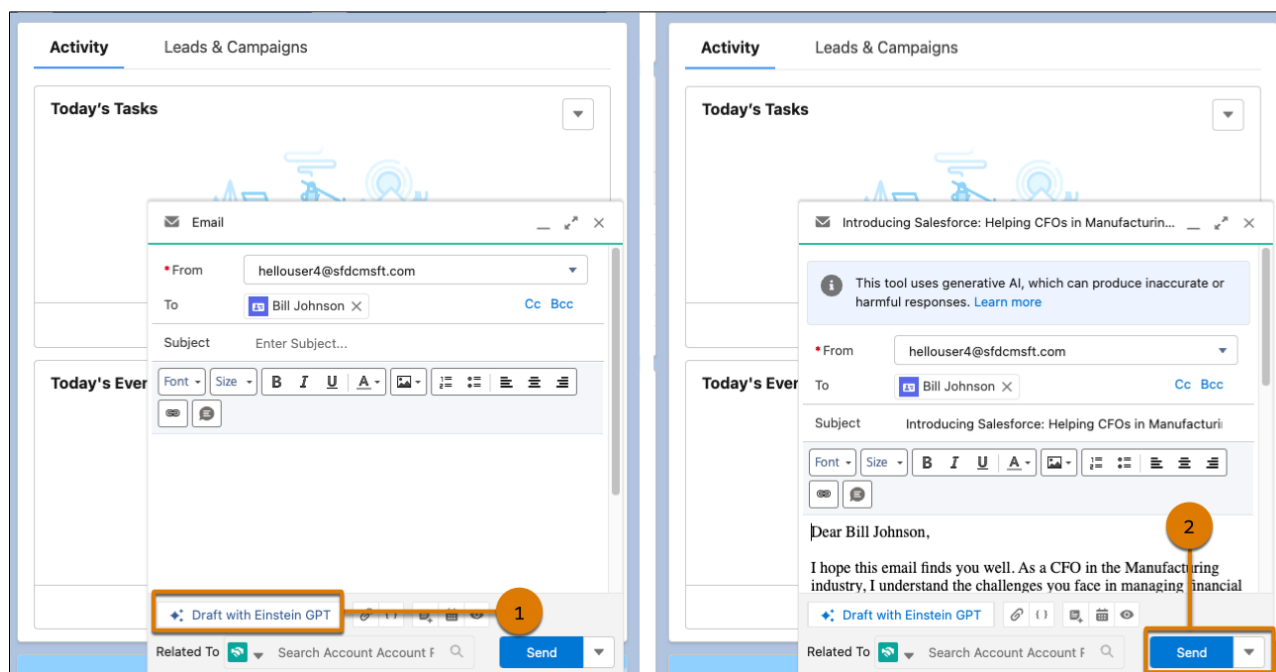 Activity Leads & Campaigns
Today's Tasks
Email
*From hellouser4@sfdcmsft.com
To Bill Johnson Cc Bcc
Subject Enter Subject...
Today's Ever
Font Size B I U A
Draft with Einstein GPT
1
Related To Search Account Account F Send
Activity Leads & Campaigns
Today's Tasks
Introducing Salesforce: Helping CFOs in Manufacturin...
This tool uses generative AI, which can produce inaccurate or
harmful responses. Learn more
*From hellouser4@sfdcmsft.com
To Bill Johnson Cc Bcc
Subject Introducing Salesforce: Helping CFOs in Manufacturi
Today's Ever
Font Size B I U A
Dear Bill Johnson,
2
I hope this email finds you well. As a CFO in the Manufacturing
industry, I understand the challenges you face in managing financial
Draft with Einstein GPT
Related To Search Account Account F Send